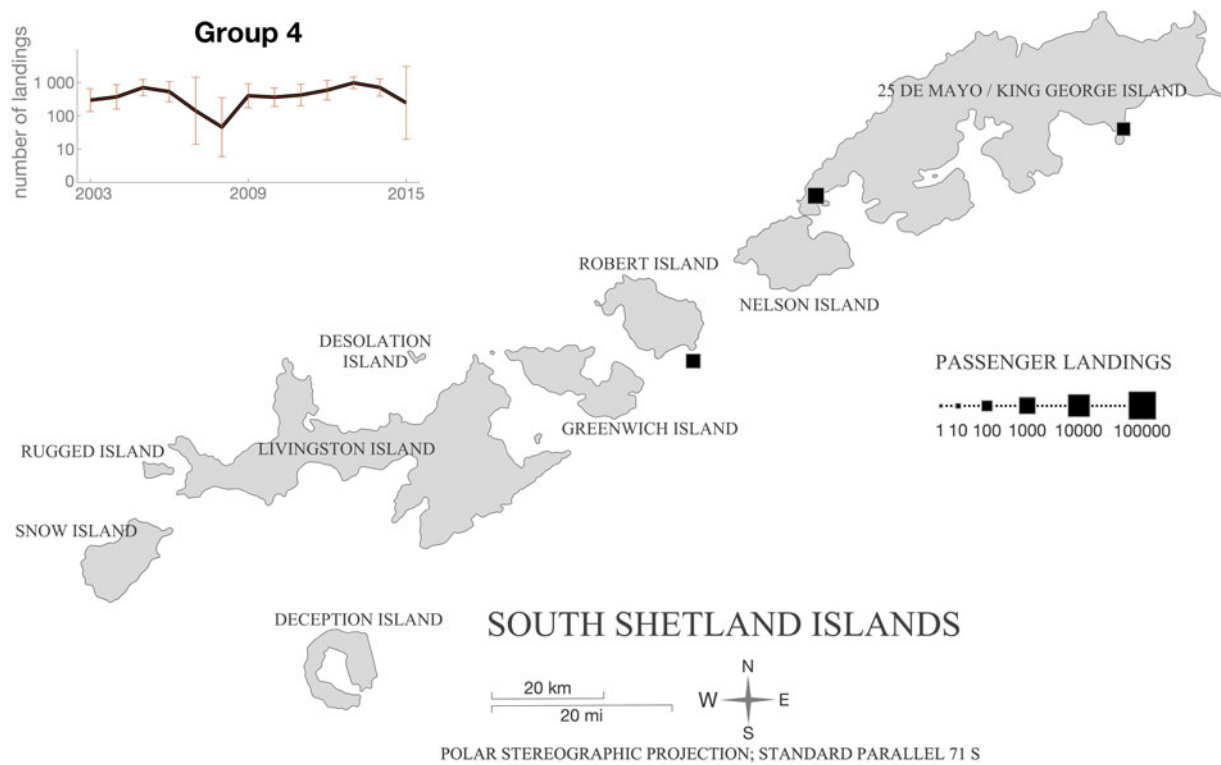 Group 4
number of landings
1 000
100
10
0
2003
2009
2015
25 DE MAYO / KING GEORGE ISLAND
ROBERT ISLAND
NELSON ISLAND
DESOLATION
ISLAND
PASSENGER LANDINGS
1 10 100 1000 10000 100000
GREENWICH ISLAND
LIVINGSTON ISLAND
RUGGED ISLAND
SNOW ISLAND
DECEPTION ISLAND
SOUTH SHETLAND ISLANDS
20 km
20 mi
N
W
E
S
POLAR STEREOGRAPHIC PROJECTION; STANDARD PARALLEL 71 S